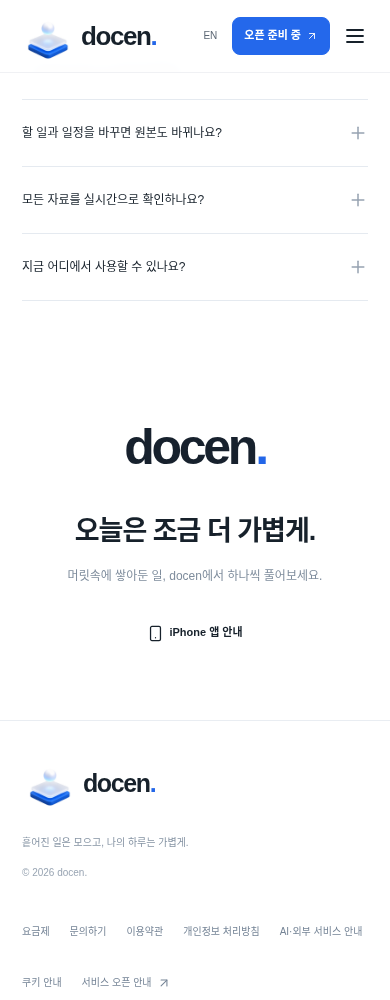 docen.
EN
오픈 준비 중
할 일과 일정을 바꾸면 원본도 바뀌나요?
모든 자료를 실시간으로 확인하나요?
지금 어디에서 사용할 수 있나요?
docen.
오늘은 조금 더 가볍게.
머릿속에 쌓아둔 일, docen에서 하나씩 풀어보세요.
iPhone 앱 안내
docen.
흩어진 일은 모으고, 나의 하루는 가볍게.
© 2026 docen.
요금제 문의하기 이용약관 개인정보 처리방침 AI·외부 서비스 안내
쿠키 안내 서비스 오픈 안내